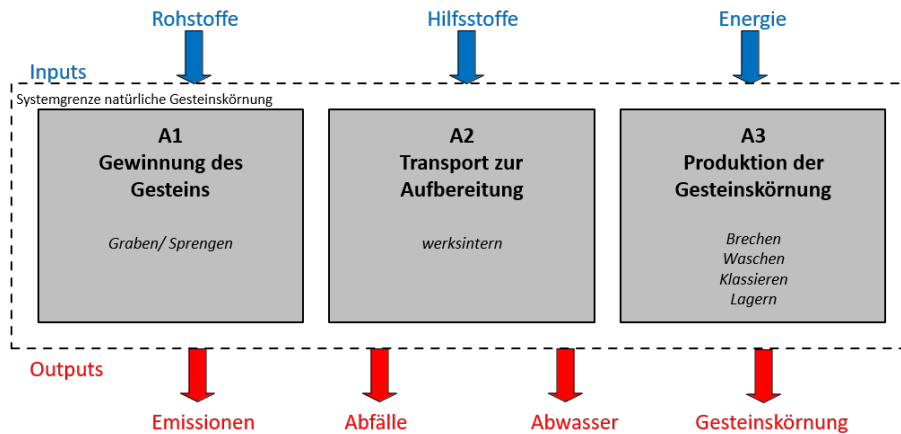 Rohstoffe
Hilfsstoffe
Energie
Inputs
Systemgrenze natürliche Gesteinskörnung
A1
Gewinnung des
Gesteins
Graben/ Sprengen
A2
Transport zur
Aufbereitung
werksintern
A3
Produktion der
Gesteinskörnung
Brechen
Waschen
Klassieren
Lagern
Outputs
Emissionen
Abfälle
Abwasser
Gesteinskörnung